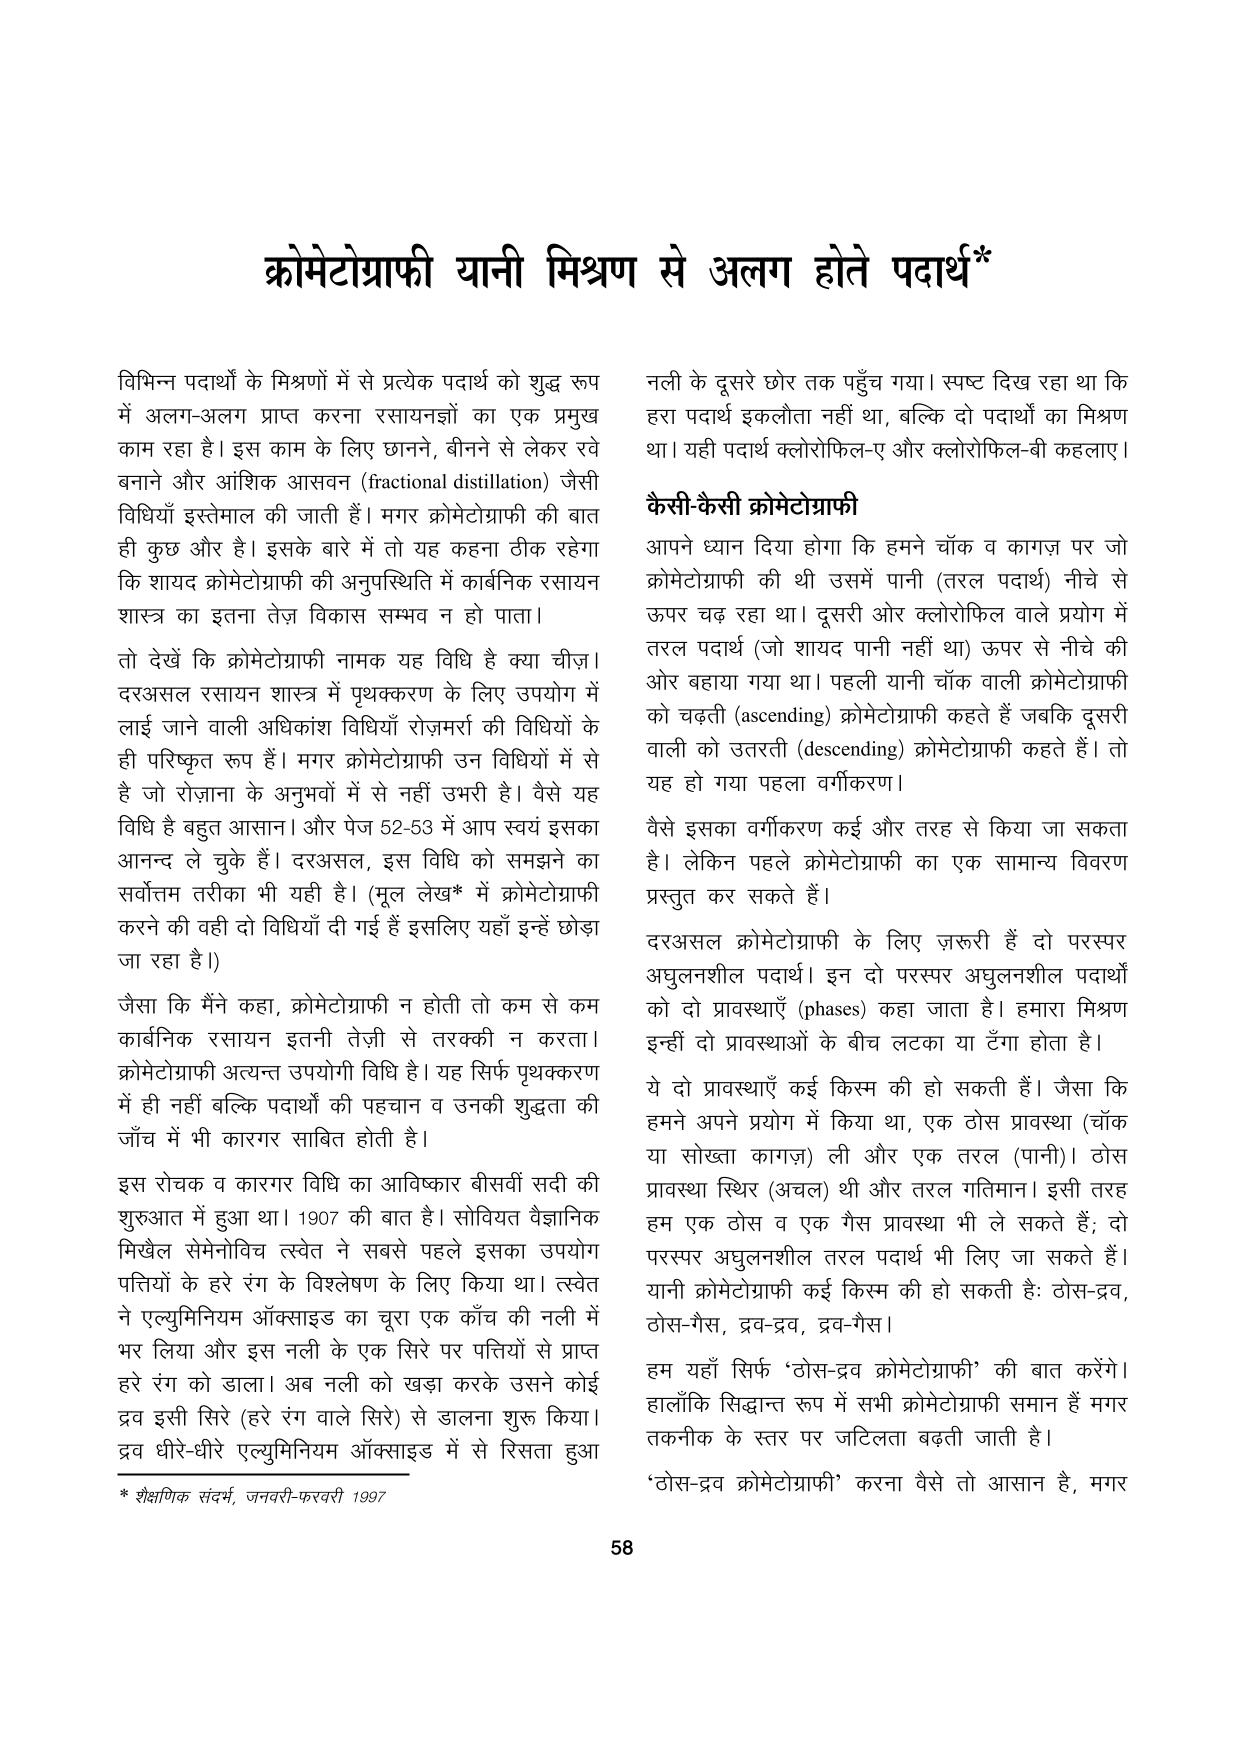 क्रोमेटोग्राफी यानी मिश्रण से अलग होते पदार्थ*
विभिन्न पदार्थों के मिश्रणों में से प्रत्येक पदार्थ को शुद्ध रूप
में अलग-अलग प्राप्त करना रसायनज्ञों का एक प्रमुख
काम रहा है। इस काम के लिए छानने, बीनने से लेकर रवे
बनाने और आंशिक आसवन (fractional distillation) जैसी
विधियाँ इस्तेमाल की जाती हैं। मगर क्रोमेटोग्राफी की बात
ही कुछ और है। इसके बारे में तो यह कहना ठीक रहेगा
कि शायद क्रोमेटोग्राफी की अनुपस्थिति में कार्बनिक रसायन
शास्त्र का इतना तेज़ विकास सम्भव न हो पाता।
तो देखें कि क्रोमेटोग्राफी नामक यह विधि है क्या चीज़।
दरअसल रसायन शास्त्र में पृथक्करण के लिए उपयोग में
लाई जाने वाली अधिकांश विधियाँ रोज़मर्रा की विधियों के
ही परिष्कृत रूप हैं। मगर क्रोमेटोग्राफी उन विधियों में से
है जो रोज़ाना के अनुभवों में से नहीं उभरी है। वैसे यह
विधि है बहुत आसान। और पेज 52-53 में आप स्वयं इसका
आनन्द ले चुके हैं। दरअसल, इस विधि को समझने का
सर्वोत्तम तरीका भी यही है। (मूल लेख* में क्रोमेटोग्राफी
करने की वही दो विधियाँ दी गई हैं इसलिए यहाँ इन्हें छोड़ा
जा रहा है।)
जैसा कि मैंने कहा, क्रोमेटोग्राफी न होती तो कम से कम
कार्बनिक रसायन इतनी तेज़ी से तरक्की न करता।
क्रोमेटोग्राफी अत्यन्त उपयोगी विधि है। यह सिर्फ पृथक्करण
में ही नहीं बल्कि पदार्थों की पहचान व उनकी शुद्धता की
जाँच में भी कारगर साबित होती है।
इस रोचक व कारगर विधि का आविष्कार बीसवीं सदी की
शुरुआत में हुआ था। 1907 की बात है। सोवियत वैज्ञानिक
मिखैल सेमेनोविच त्स्वेत ने सबसे पहले इसका उपयोग
पत्तियों के हरे रंग के विश्लेषण के लिए किया था। त्स्वेत
ने एल्युमिनियम ऑक्साइड का चूरा एक काँच की नली में
भर लिया और इस नली के एक सिरे पर पत्तियों से प्राप्त
हरे रंग को डाला। अब नली को खड़ा करके उसने कोई
द्रव इसी सिरे (हरे रंग वाले सिरे) से डालना शुरू किया।
द्रव धीरे-धीरे एल्युमिनियम ऑक्साइड में से रिसता हुआ
* शैक्षणिक संदर्भ, जनवरी-फरवरी 1997
नली के दूसरे छोर तक पहुँच गया। स्पष्ट दिख रहा था कि
हरा पदार्थ इकलौता नहीं था, बल्कि दो पदार्थों का मिश्रण
था। यही पदार्थ क्लोरोफिल-ए और क्लोरोफिल-बी कहलाए।
कैसी-कैसी क्रोमेटोग्राफी
आपने ध्यान दिया होगा कि हमने चॉक व कागज़ पर जो
क्रोमेटोग्राफी की थी उसमें पानी (तरल पदार्थ) नीचे से
ऊपर चढ़ रहा था। दूसरी ओर क्लोरोफिल वाले प्रयोग में
तरल पदार्थ (जो शायद पानी नहीं था) ऊपर से नीचे की
ओर बहाया गया था। पहली यानी चॉक वाली क्रोमेटोग्राफी
को चढ़ती (ascending) क्रोमेटोग्राफी कहते हैं जबकि दूसरी
वाली को उतरती (descending) क्रोमेटोग्राफी कहते हैं। तो
यह हो गया पहला वर्गीकरण।
वैसे इसका वर्गीकरण कई और तरह से किया जा सकता
है। लेकिन पहले क्रोमेटोग्राफी का एक सामान्य विवरण
प्रस्तुत कर सकते हैं।
दरअसल क्रोमेटोग्राफी के लिए ज़रूरी हैं दो परस्पर
अघुलनशील पदार्थ। इन दो परस्पर अघुलनशील पदार्थों
को दो प्रावस्थाएँ (phases) कहा जाता है। हमारा मिश्रण
इन्हीं दो प्रावस्थाओं के बीच लटका या टँगा होता है।
ये दो प्रावस्थाएँ कई किस्म की हो सकती हैं। जैसा कि
हमने अपने प्रयोग में किया था, एक ठोस प्रावस्था (चॉक
या सोख्ता कागज़) ली और एक तरल (पानी)। ठोस
प्रावस्था स्थिर (अचल) थी और तरल गतिमान। इसी तरह
हम एक ठोस व एक गैस प्रावस्था भी ले सकते हैं; दो
परस्पर अघुलनशील तरल पदार्थ भी लिए जा सकते हैं।
यानी क्रोमेटोग्राफी कई किस्म की हो सकती है: ठोस-द्रव,
ठोस-गैस, द्रव-द्रव, द्रव-गैस।
हम यहाँ सिर्फ ‘ठोस-द्रव क्रोमेटोग्राफी’ की बात करेंगे।
हालाँकि सिद्धान्त रूप में सभी क्रोमेटोग्राफी समान हैं मगर
तकनीक के स्तर पर जटिलता बढ़ती जाती है।
‘ठोस-द्रव क्रोमेटोग्राफी’ करना वैसे तो आसान है, मगर
58